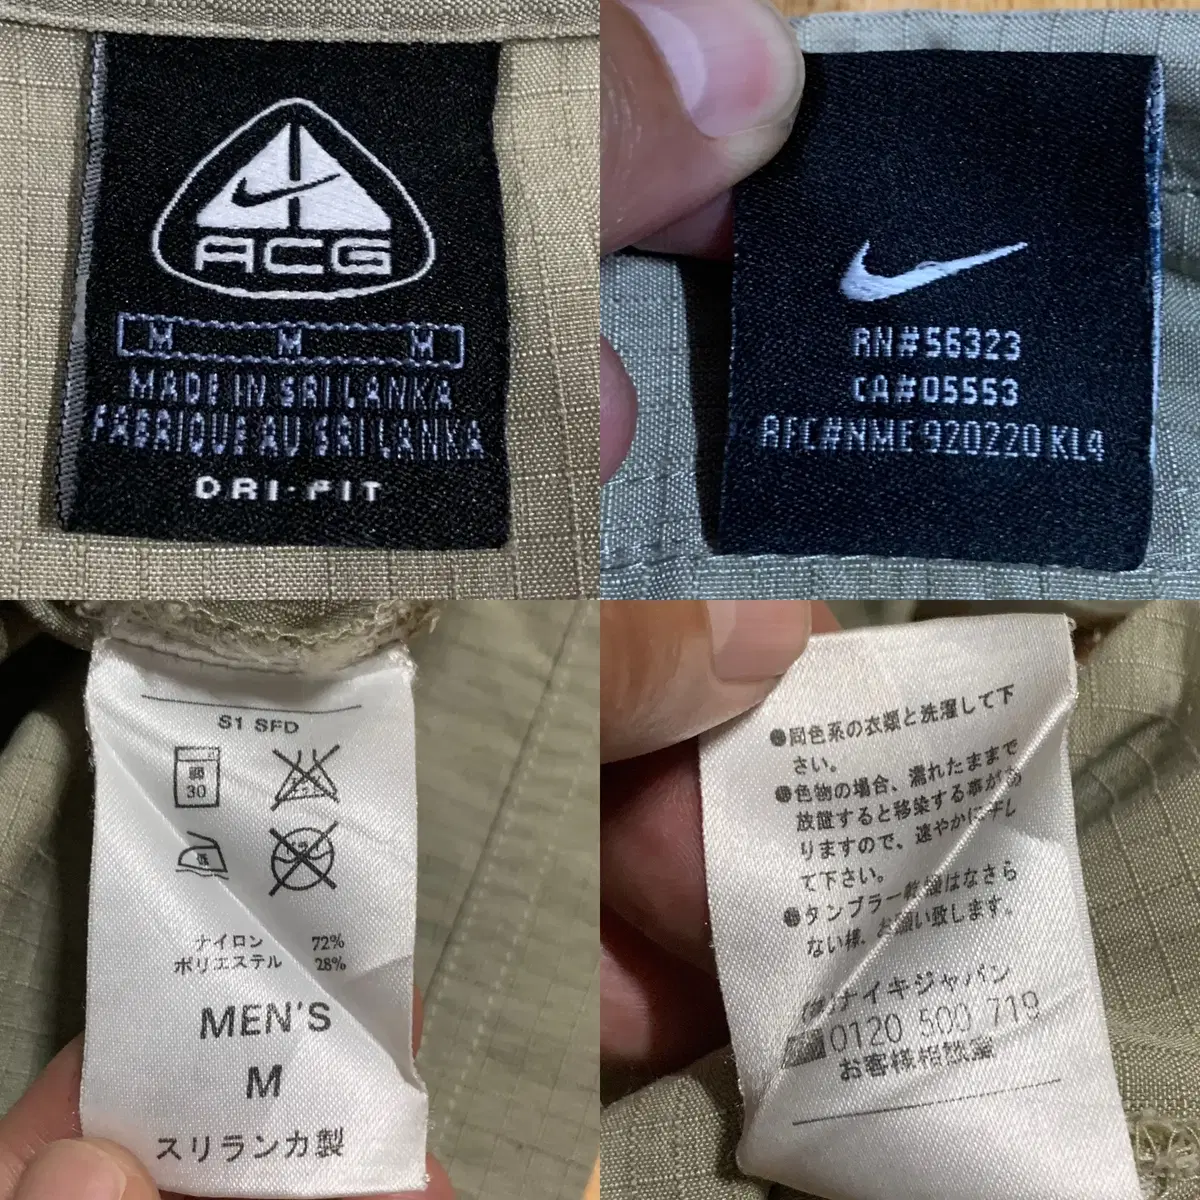 ACG
M M M
MADE IN SRI LANKA
FABRIQUE AU SRI LANKA
DRI-FIT
RN#56323
CA#05553
AFC#NME 920220 KL4
S1 SFD
30
低
ナイロン 72%
ポリエステル 28%
MEN'S
M
スリランカ製
●同色系の衣類と洗濯して下
さい。
●色物の場合、濡れたままで
放置すると移染する事があ
りますので、速やかに干し
て下さい。
●タンブラー乾燥はなさら
ない様、お願い致します。
(株)ナイキジャパン
0120 500 719
お客様相談室